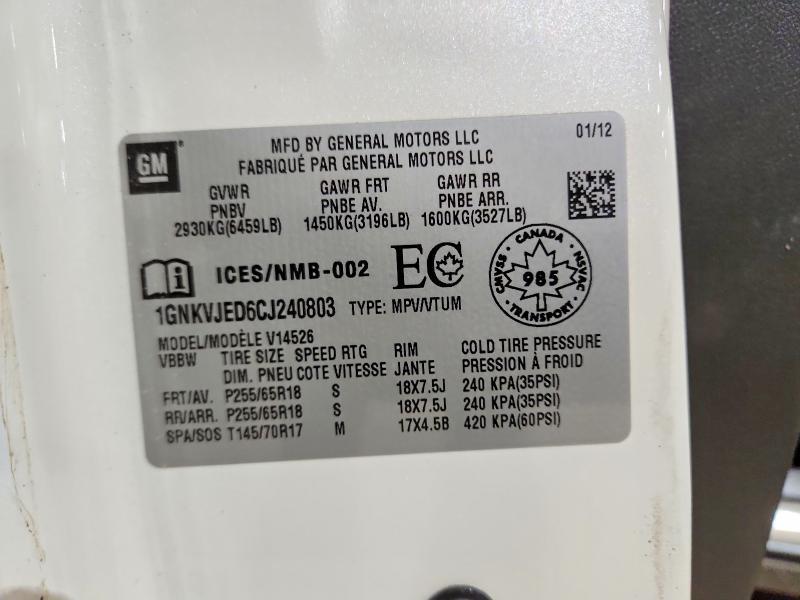 MFD BY GENERAL MOTORS LLC 01/12
GM
FABRIQUÉ PAR GENERAL MOTORS LLC
GVWR GAWR FRT GAWR RR
PNBV PNBE AV. PNBE ARR.
2930KG(6459LB) 1450KG(3196LB) 1600KG(3527LB)
ICES/NMB-002 EC
CANADA
CMVSS 985 NSVAC
TRANSPORT
1GNKVJED6CJ240803 TYPE: MPV/VTUM
MODEL/MODÈLE V14526
VBBW TIRE SIZE SPEED RTG RIM COLD TIRE PRESSURE
DIM. PNEU COTE VITESSE JANTE PRESSION À FROID
FRT/AV. P255/65R18 S 18X7.5J 240 KPA(35PSI)
RR/ARR. P255/65R18 S 18X7.5J 240 KPA(35PSI)
SPA/SOS T145/70R17 M 17X4.5B 420 KPA(60PSI)